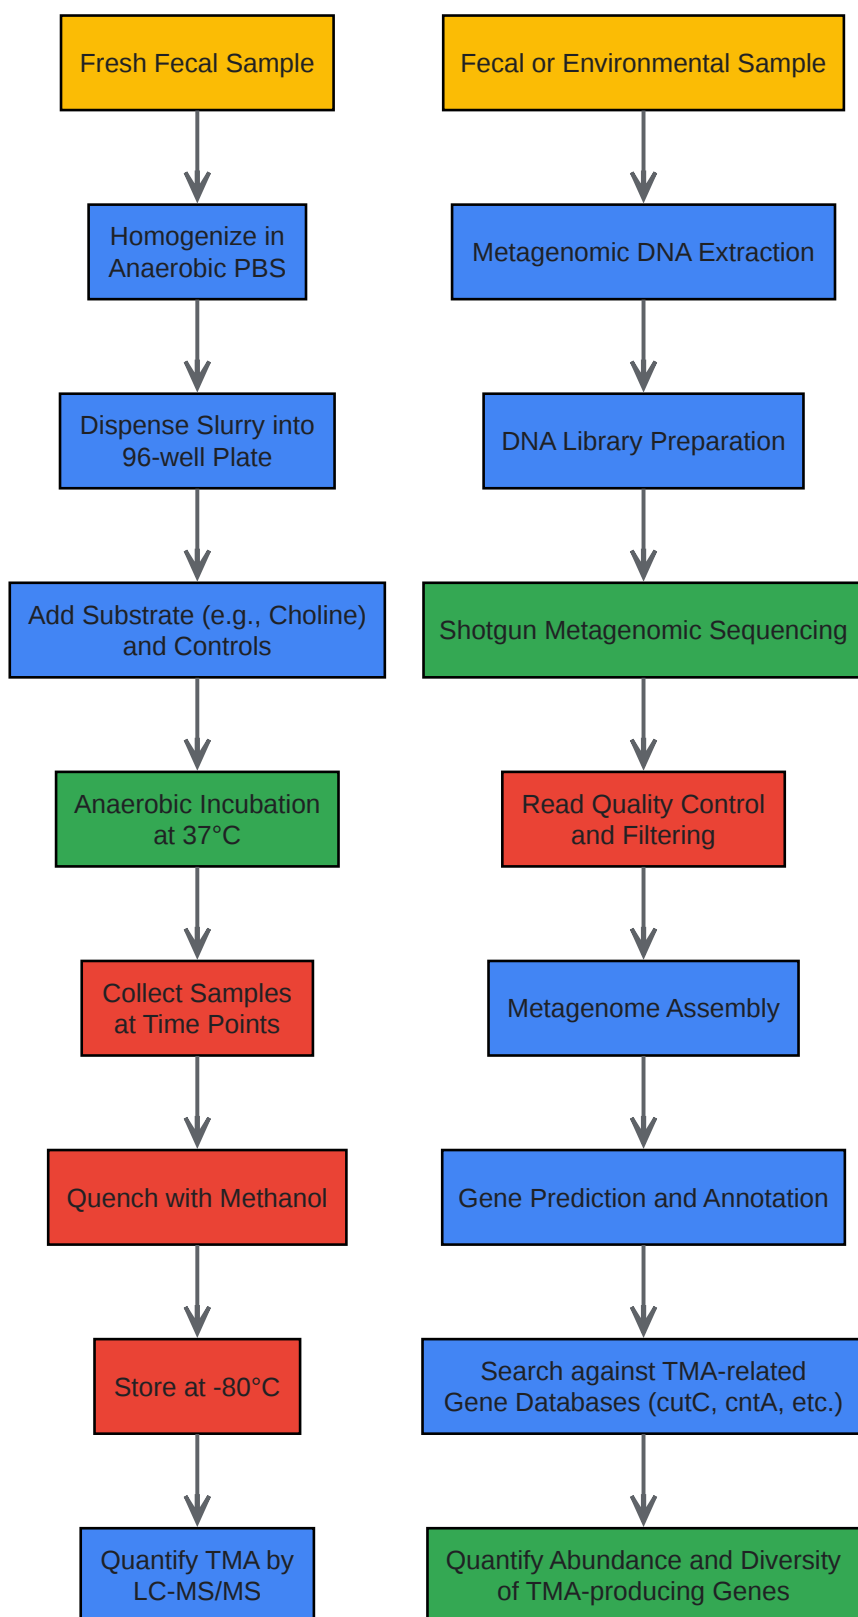 Fresh Fecal Sample
Homogenize in
Anaerobic PBS
Dispense Slurry into
96-well Plate
Add Substrate (e.g., Choline)
and Controls
Anaerobic Incubation
at 37°C
Collect Samples
at Time Points
Quench with Methanol
Store at -80°C
Quantify TMA by
LC-MS/MS
Fecal or Environmental Sample
Metagenomic DNA Extraction
DNA Library Preparation
Shotgun Metagenomic Sequencing
Read Quality Control
and Filtering
Metagenome Assembly
Gene Prediction and Annotation
Search against TMA-related
Gene Databases (cutC, cntA, etc.)
Quantify Abundance and Diversity
of TMA-producing Genes